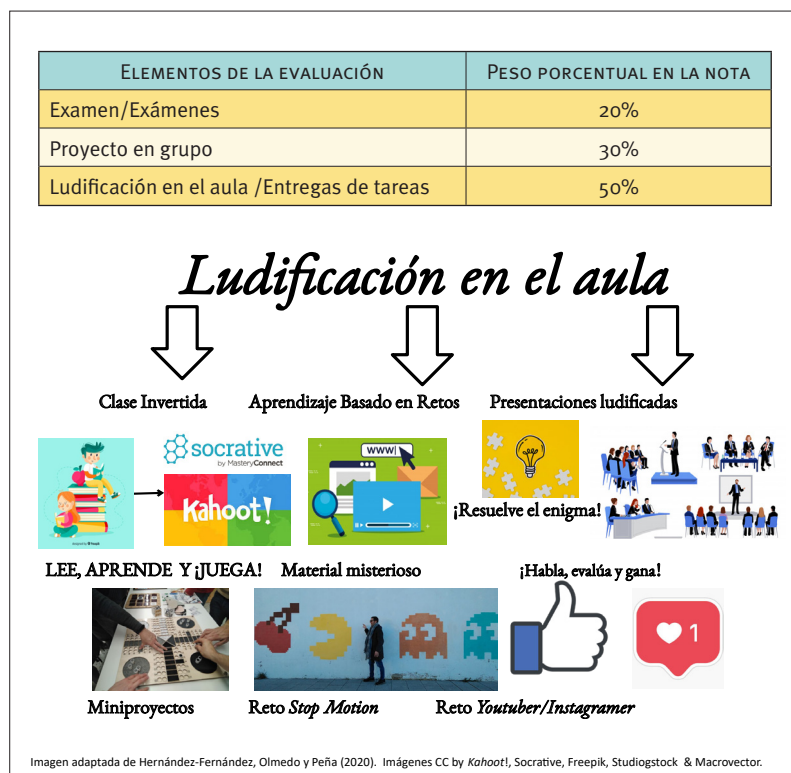 ELEMENTOS DE LA EVALUACIÓN PESO PORCENTUAL EN LA NOTA
Examen/Exámenes 20%
Proyecto en grupo 30%
Ludificación en el aula /Entregas de tareas 50%
Ludificación en el aula
Clase Invertida Aprendizaje Basado en Retos Presentaciones ludificadas
socrative
by MasteryConnect
Kahoot!
WWW
¡Resuelve el enigma!
LEE, APRENDE Y ¡JUEGA! Material misterioso ¡Habla, evalúa y gana!
1
Miniproyectos Reto Stop Motion Reto Youtuber/Instagramer
Imagen adaptada de Hernández-Fernández, Olmedo y Peña (2020). Imágenes CC by Kahoot!, Socrative, Freepik, Studiogstock & Macrovector.